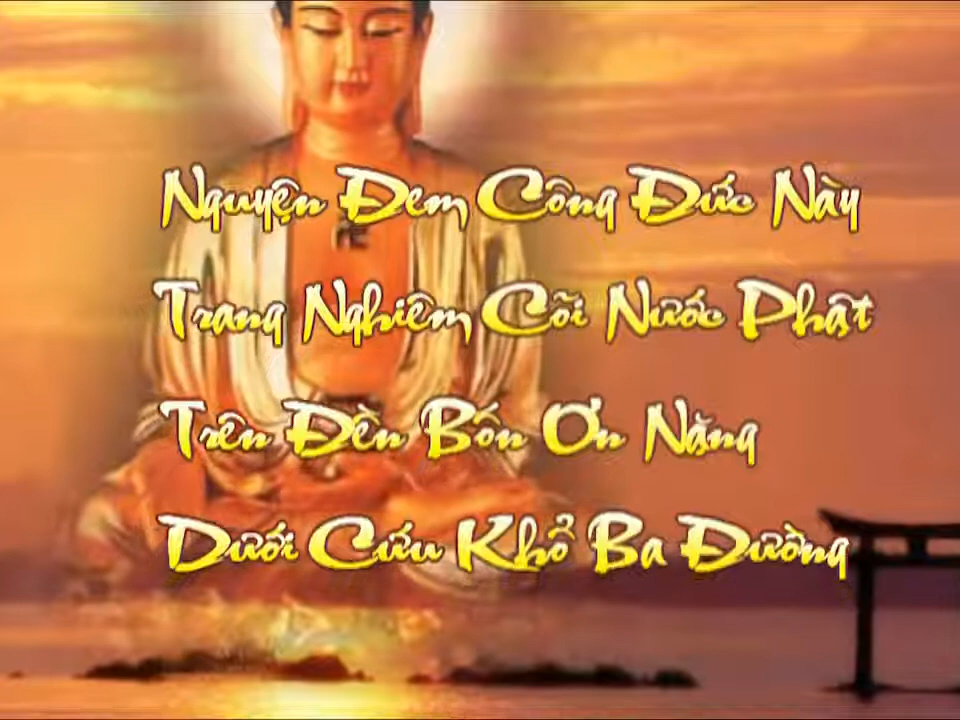 Nguyện Đem Công Đức Này
Trang Nghiêm Cõi Nước Phật
Trên Đền Bốn Ơn Nặng
Dưới Cứu Khổ Ba Đường